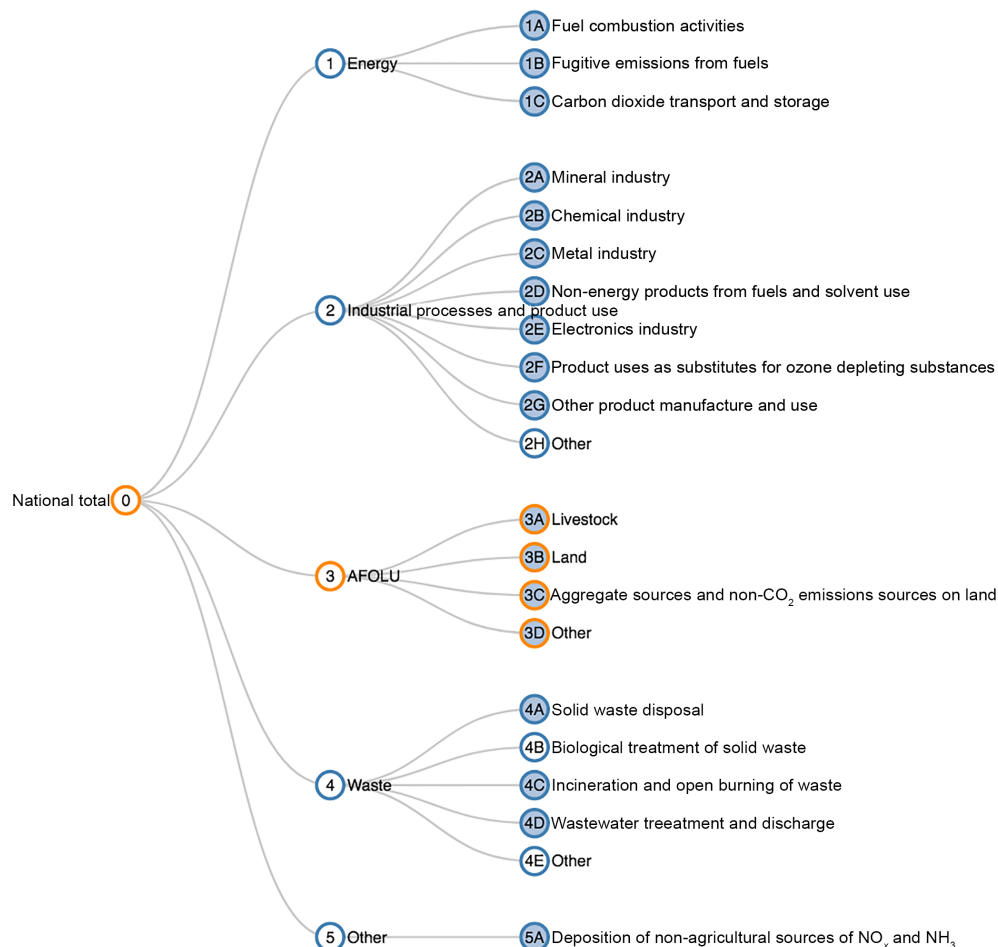 1A Fuel combustion activities
1 Energy
1B Fugitive emissions from fuels
1C Carbon dioxide transport and storage
2A Mineral industry
2B Chemical industry
2C Metal industry
2D Non-energy products from fuels and solvent use
2 Industrial processes and product use
2E Electronics industry
2F Product uses as substitutes for ozone depleting substances
2G Other product manufacture and use
2H Other
National total 0
3A Livestock
3B Land
3 AFOLU
3C Aggregate sources and non-CO₂ emissions sources on land
3D Other
4A Solid waste disposal
4B Biological treatment of solid waste
4 Waste
4C Incineration and open burning of waste
4D Wastewater treeatment and discharge
4E Other
5 Other
5A Deposition of non-agricultural sources of NOₓ and NH₃